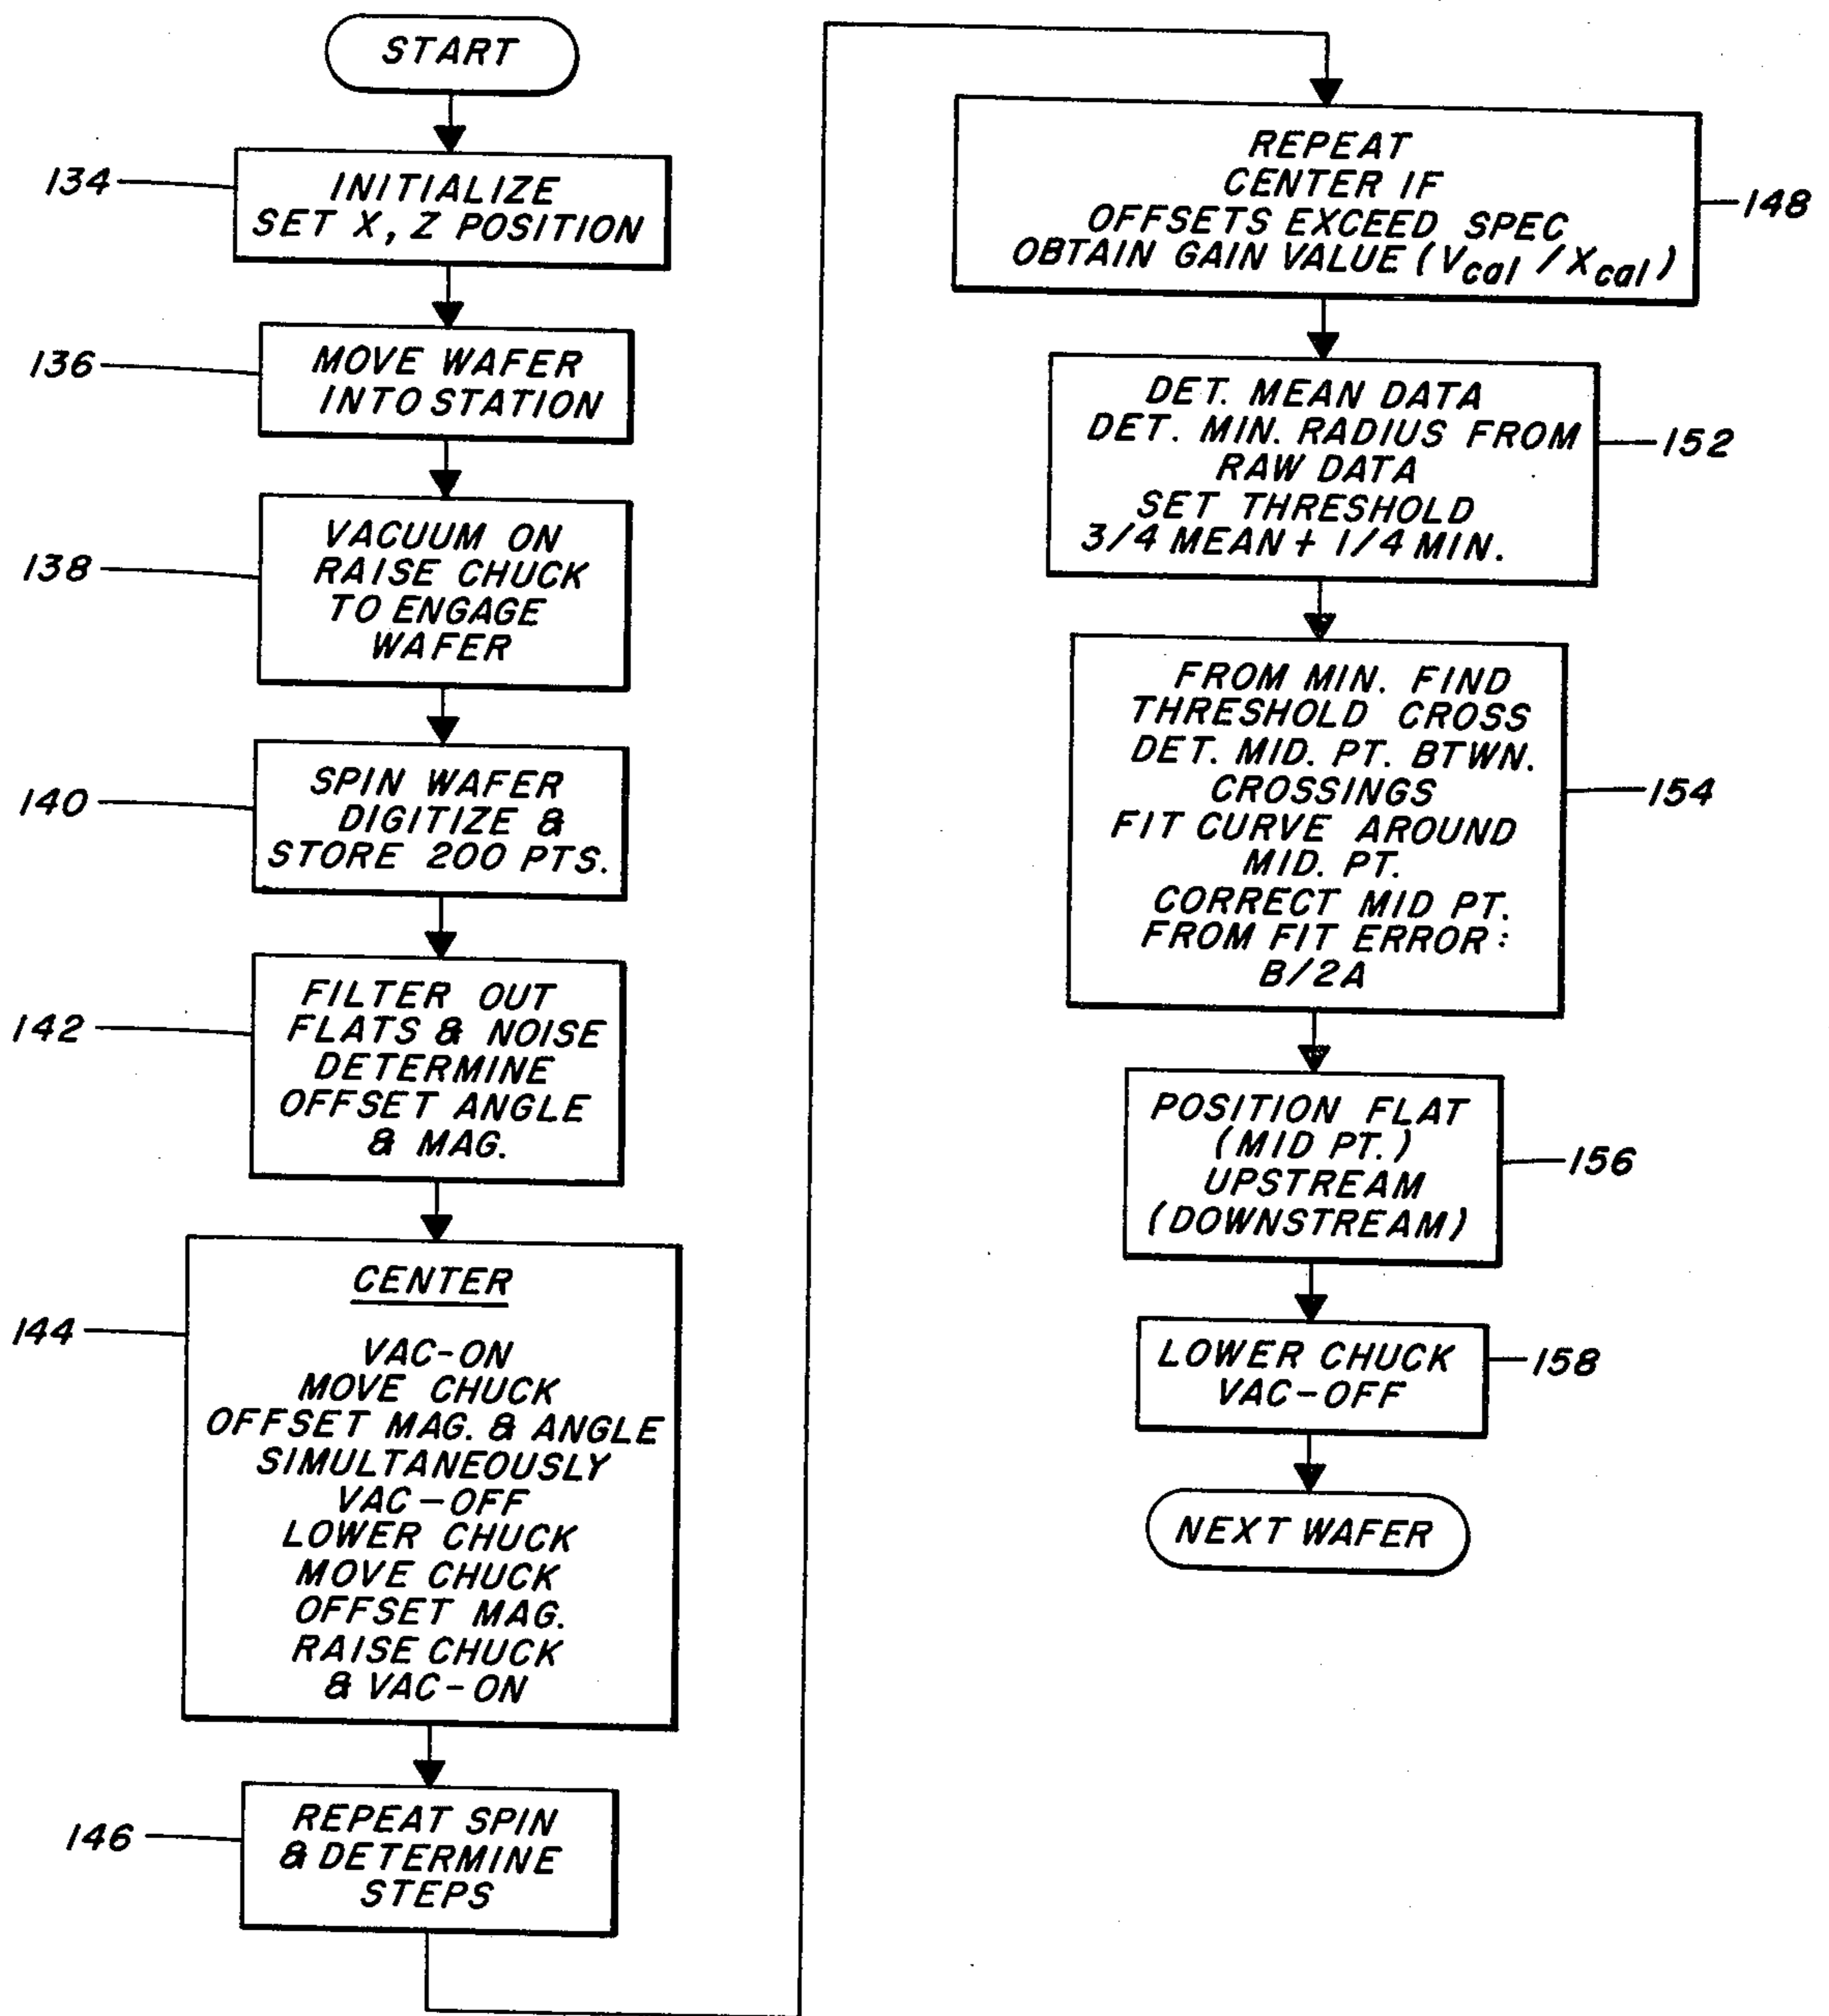 START
134
INITIALIZE
SET X, Z POSITION
136
MOVE WAFER
INTO STATION
138
VACUUM ON
RAISE CHUCK
TO ENGAGE
WAFER
140
SPIN WAFER
DIGITIZE &
STORE 200 PTS.
142
FILTER OUT
FLATS & NOISE
DETERMINE
OFFSET ANGLE
& MAG.
144
CENTER
VAC-ON
MOVE CHUCK
OFFSET MAG. & ANGLE
SIMULTANEOUSLY
VAC-OFF
LOWER CHUCK
MOVE CHUCK
OFFSET MAG.
RAISE CHUCK
& VAC-ON
146
REPEAT SPIN
& DETERMINE
STEPS
REPEAT
CENTER IF
OFFSETS EXCEED SPEC
OBTAIN GAIN VALUE (Vcal / Xcal)
148
DET. MEAN DATA
DET. MIN. RADIUS FROM
RAW DATA
SET THRESHOLD
3/4 MEAN + 1/4 MIN.
152
FROM MIN. FIND
THRESHOLD CROSS
DET. MID. PT. BTWN.
CROSSINGS
FIT CURVE AROUND
MID. PT.
CORRECT MID PT.
FROM FIT ERROR:
B/2A
154
POSITION FLAT
(MID PT.)
UPSTREAM
(DOWNSTREAM)
156
LOWER CHUCK
VAC-OFF
158
NEXT WAFER